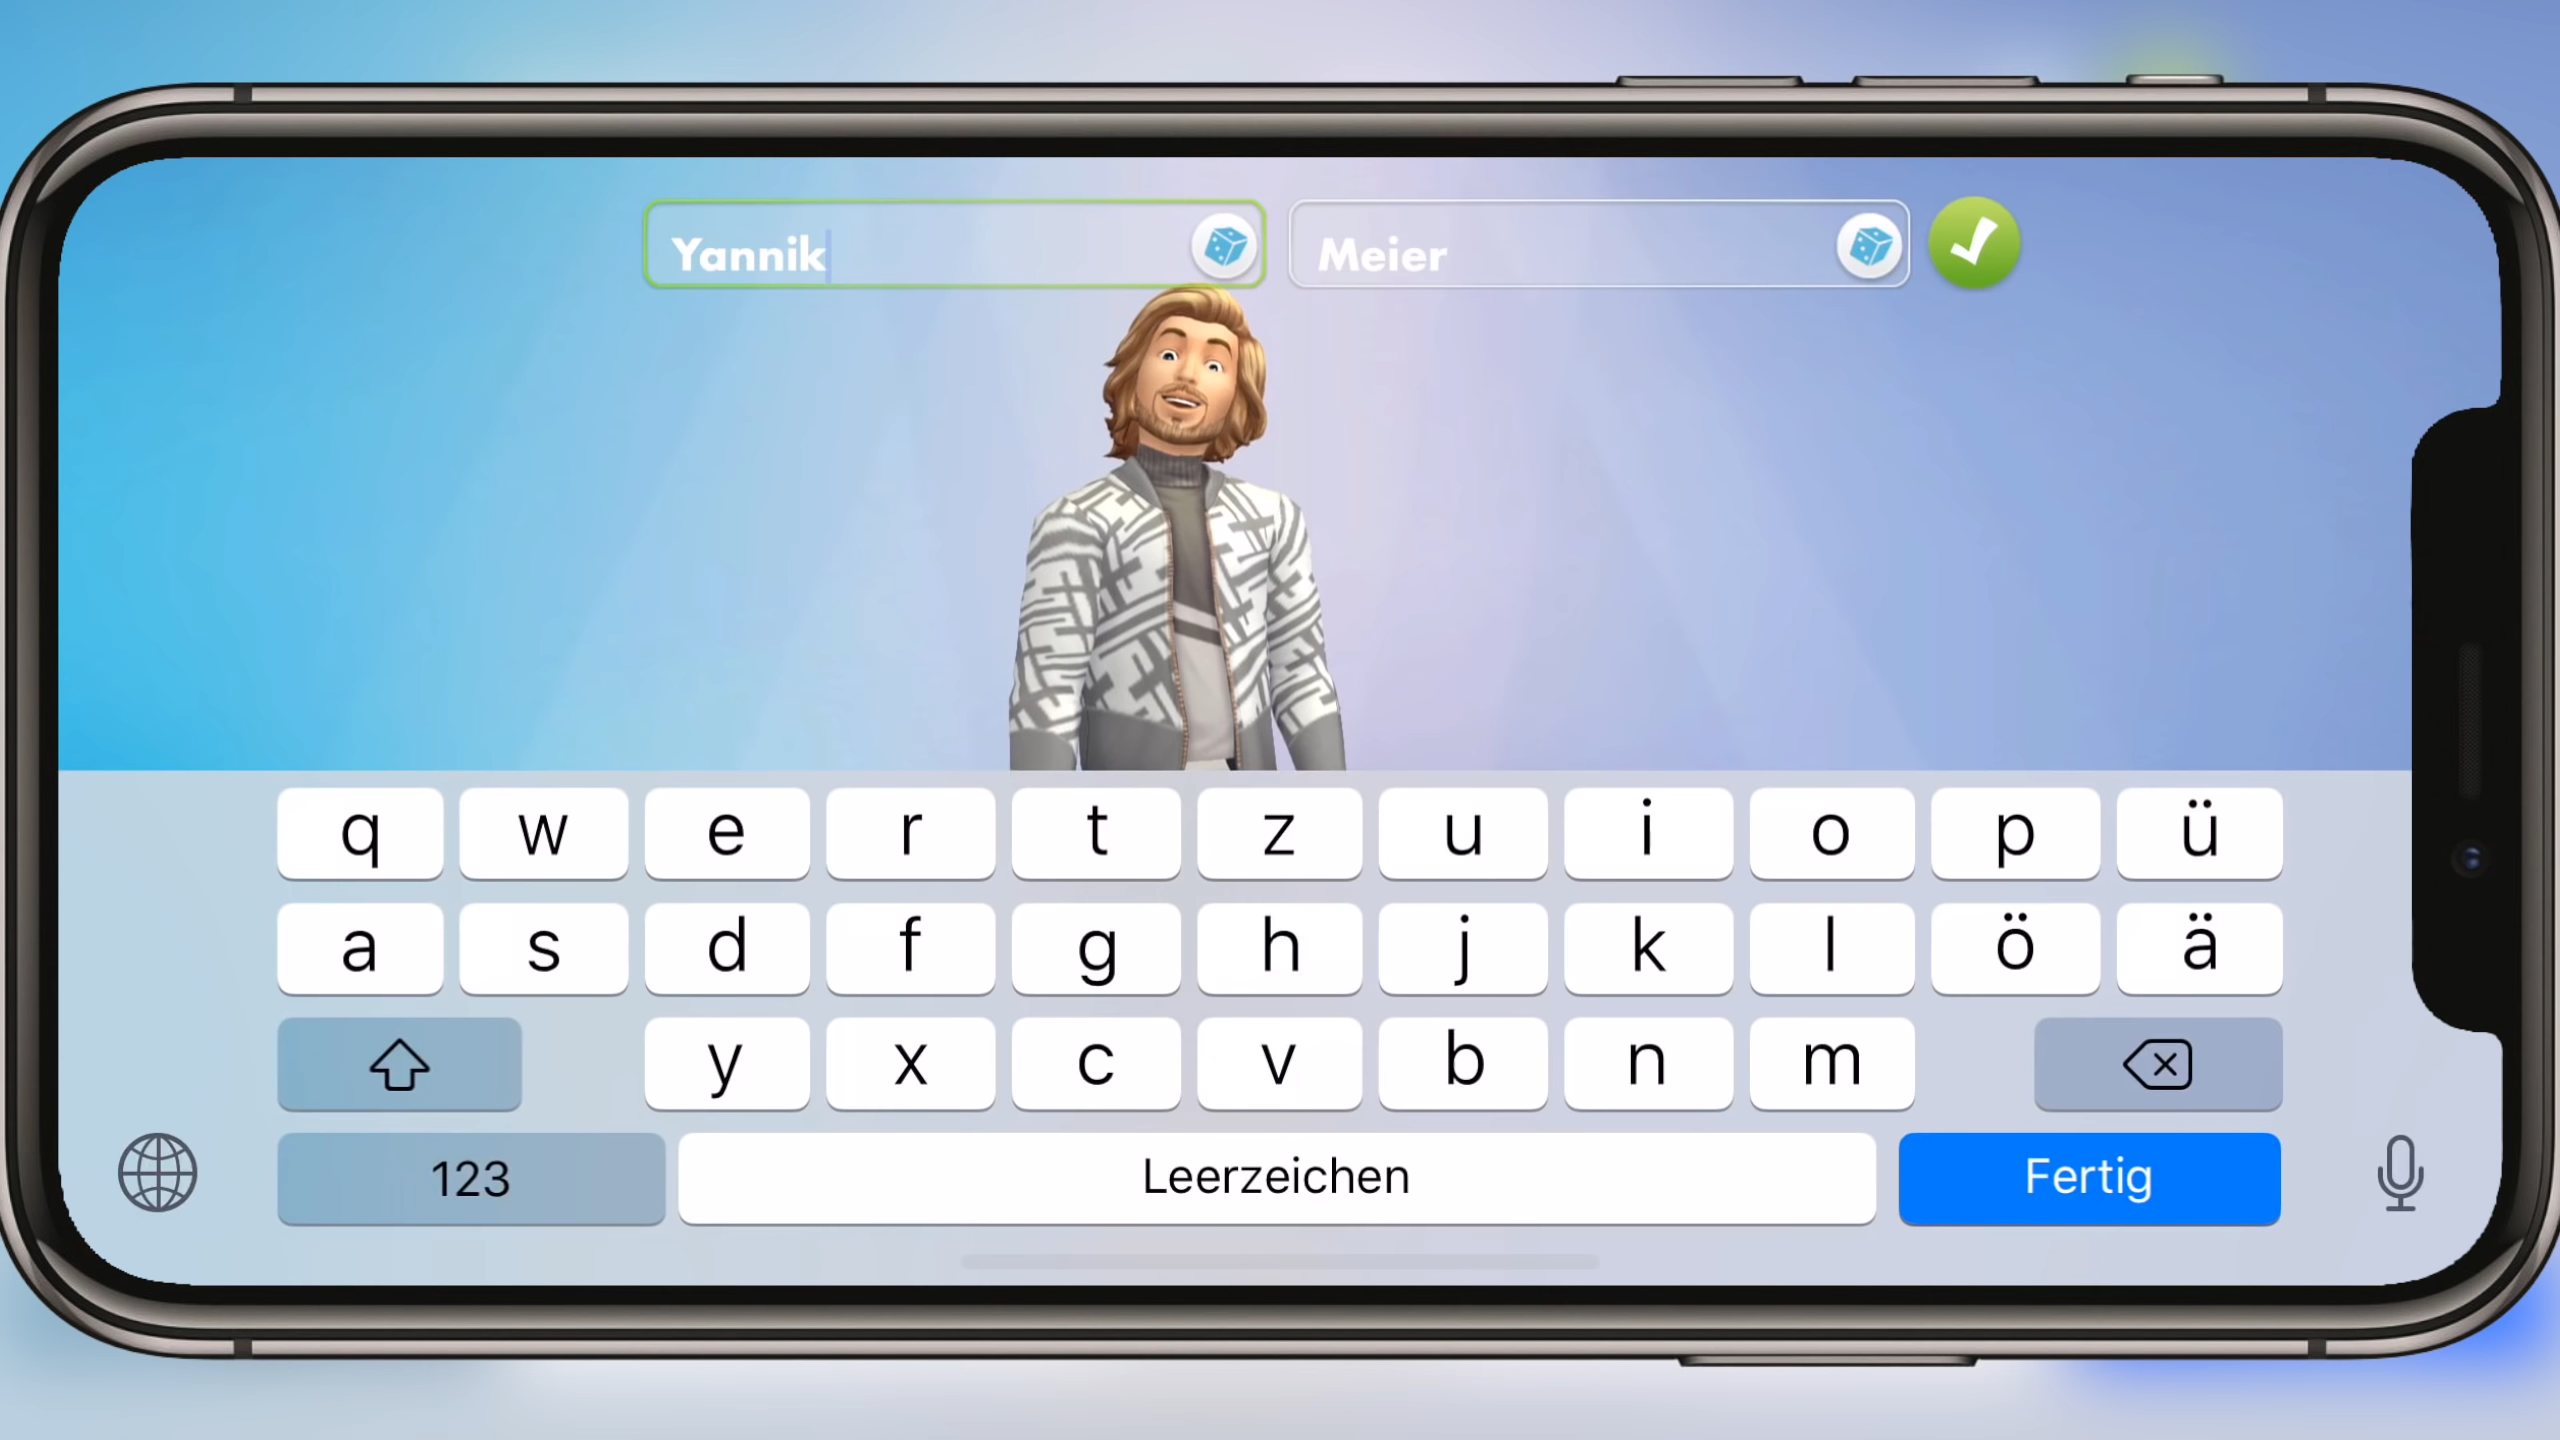 Yannik Meier
q w e r t z u i o p ü
a s d f g h j k l ö ä
y x c v b n m
123 Leerzeichen Fertig